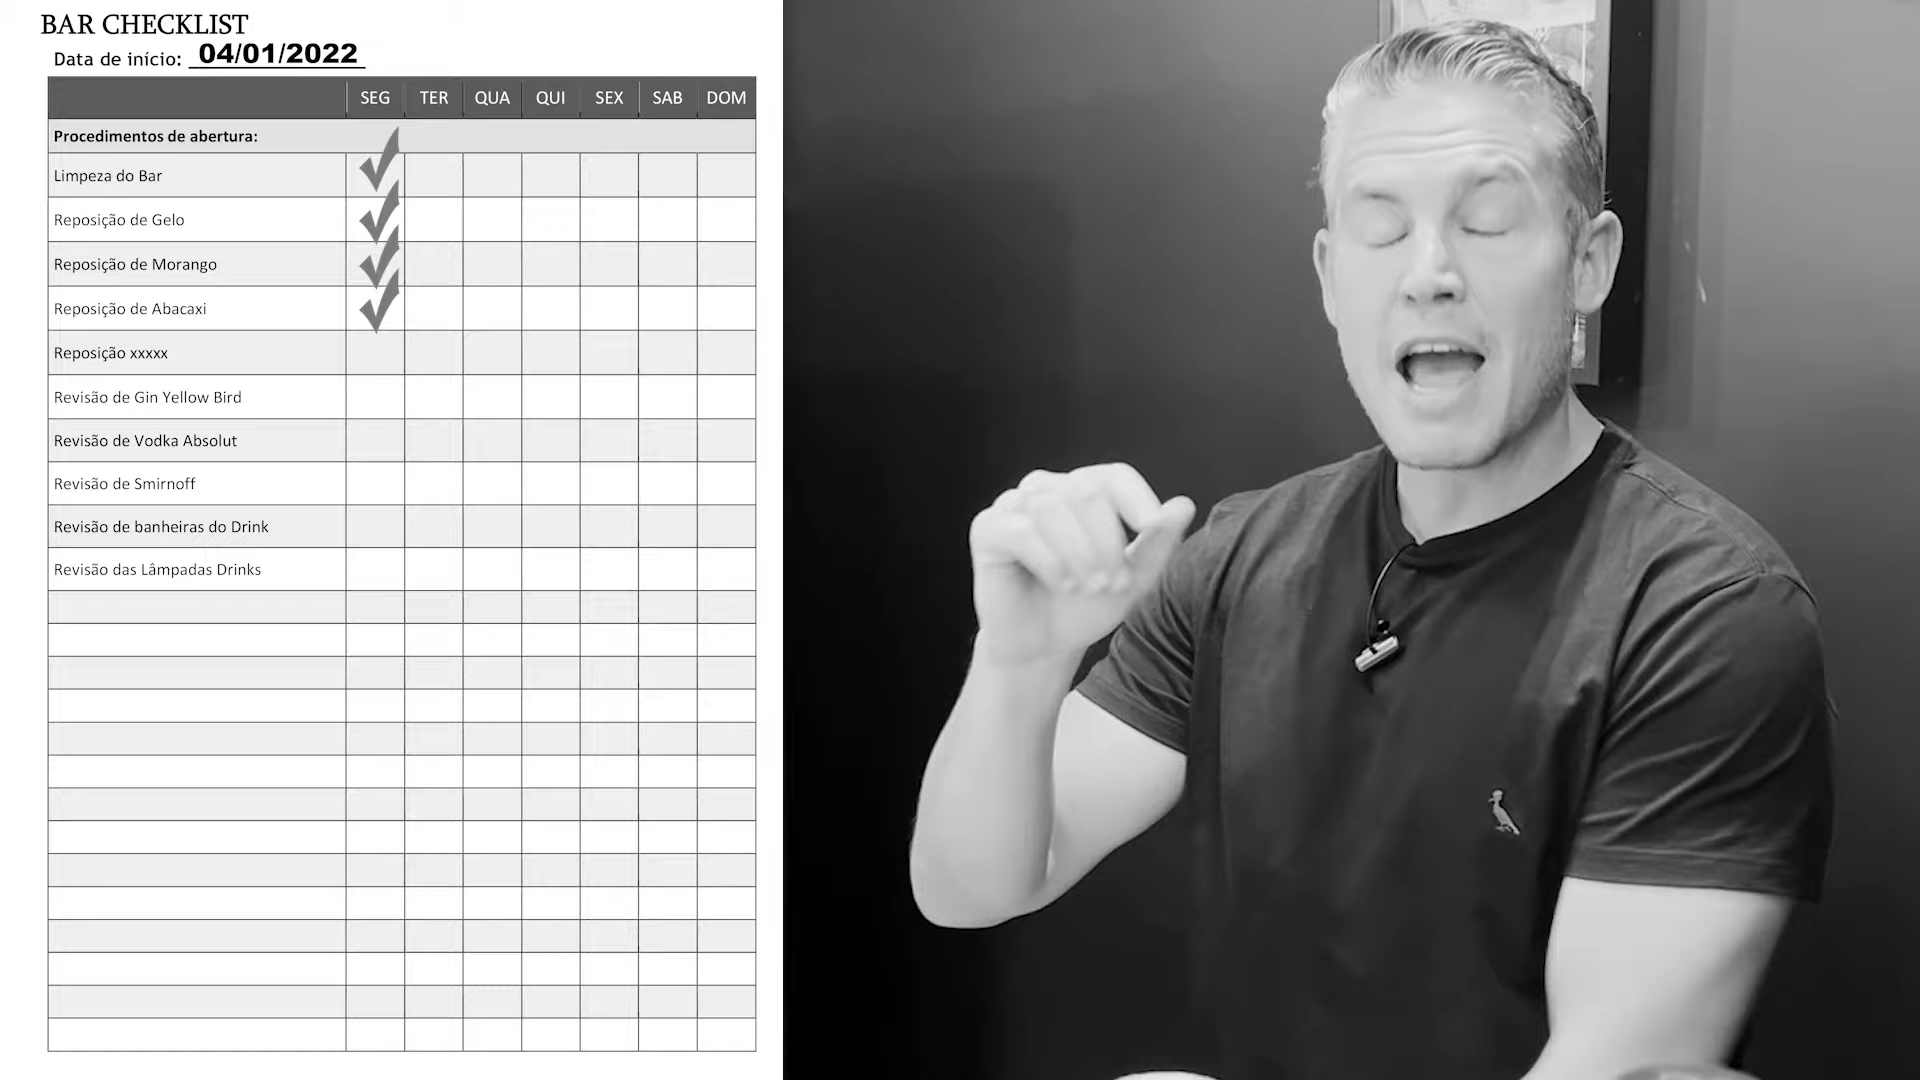 BAR CHECKLIST
Data de início: 04/01/2022
SEG TER QUA QUI SEX SAB DOM
Procedimentos de abertura:
Limpeza do Bar
Reposição de Gelo
Reposição de Morango
Reposição de Abacaxi
Reposição xxxxx
Revisão de Gin Yellow Bird
Revisão de Vodka Absolut
Revisão de Smirnoff
Revisão de banheiras do Drink
Revisão das Lâmpadas Drinks